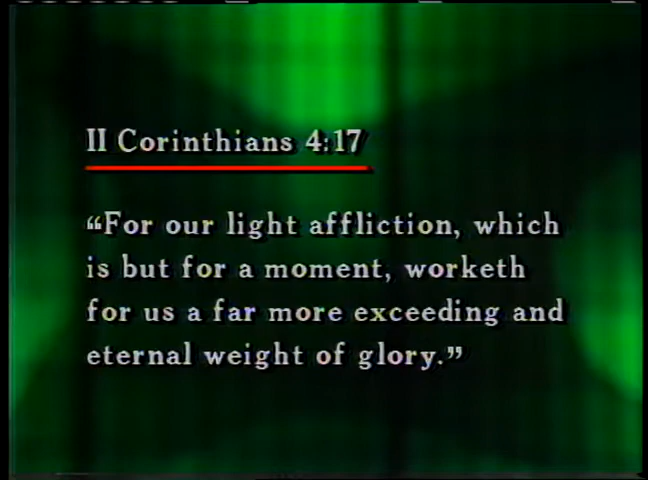 II Corinthians 4:17
“For our light affliction, which
is but for a moment, worketh
for us a far more exceeding and
eternal weight of glory.”